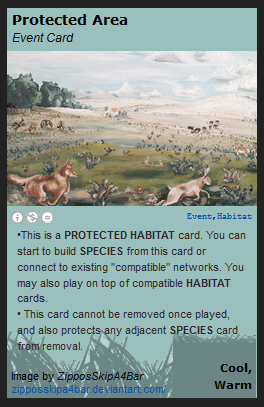 Protected Area
Event Card
Event,Habitat
•This is a PROTECTED HABITAT card. You can
start to build SPECIES from this card or
connect to existing "compatible" networks. You
may also play on top of compatible HABITAT
cards.
• This card cannot be removed once played,
and also protects any adjacent SPECIES card
from removal.
Image by ZipposSkipA4Bar
zipposskipa4bar.deviantart.com/
Cool,
Warm